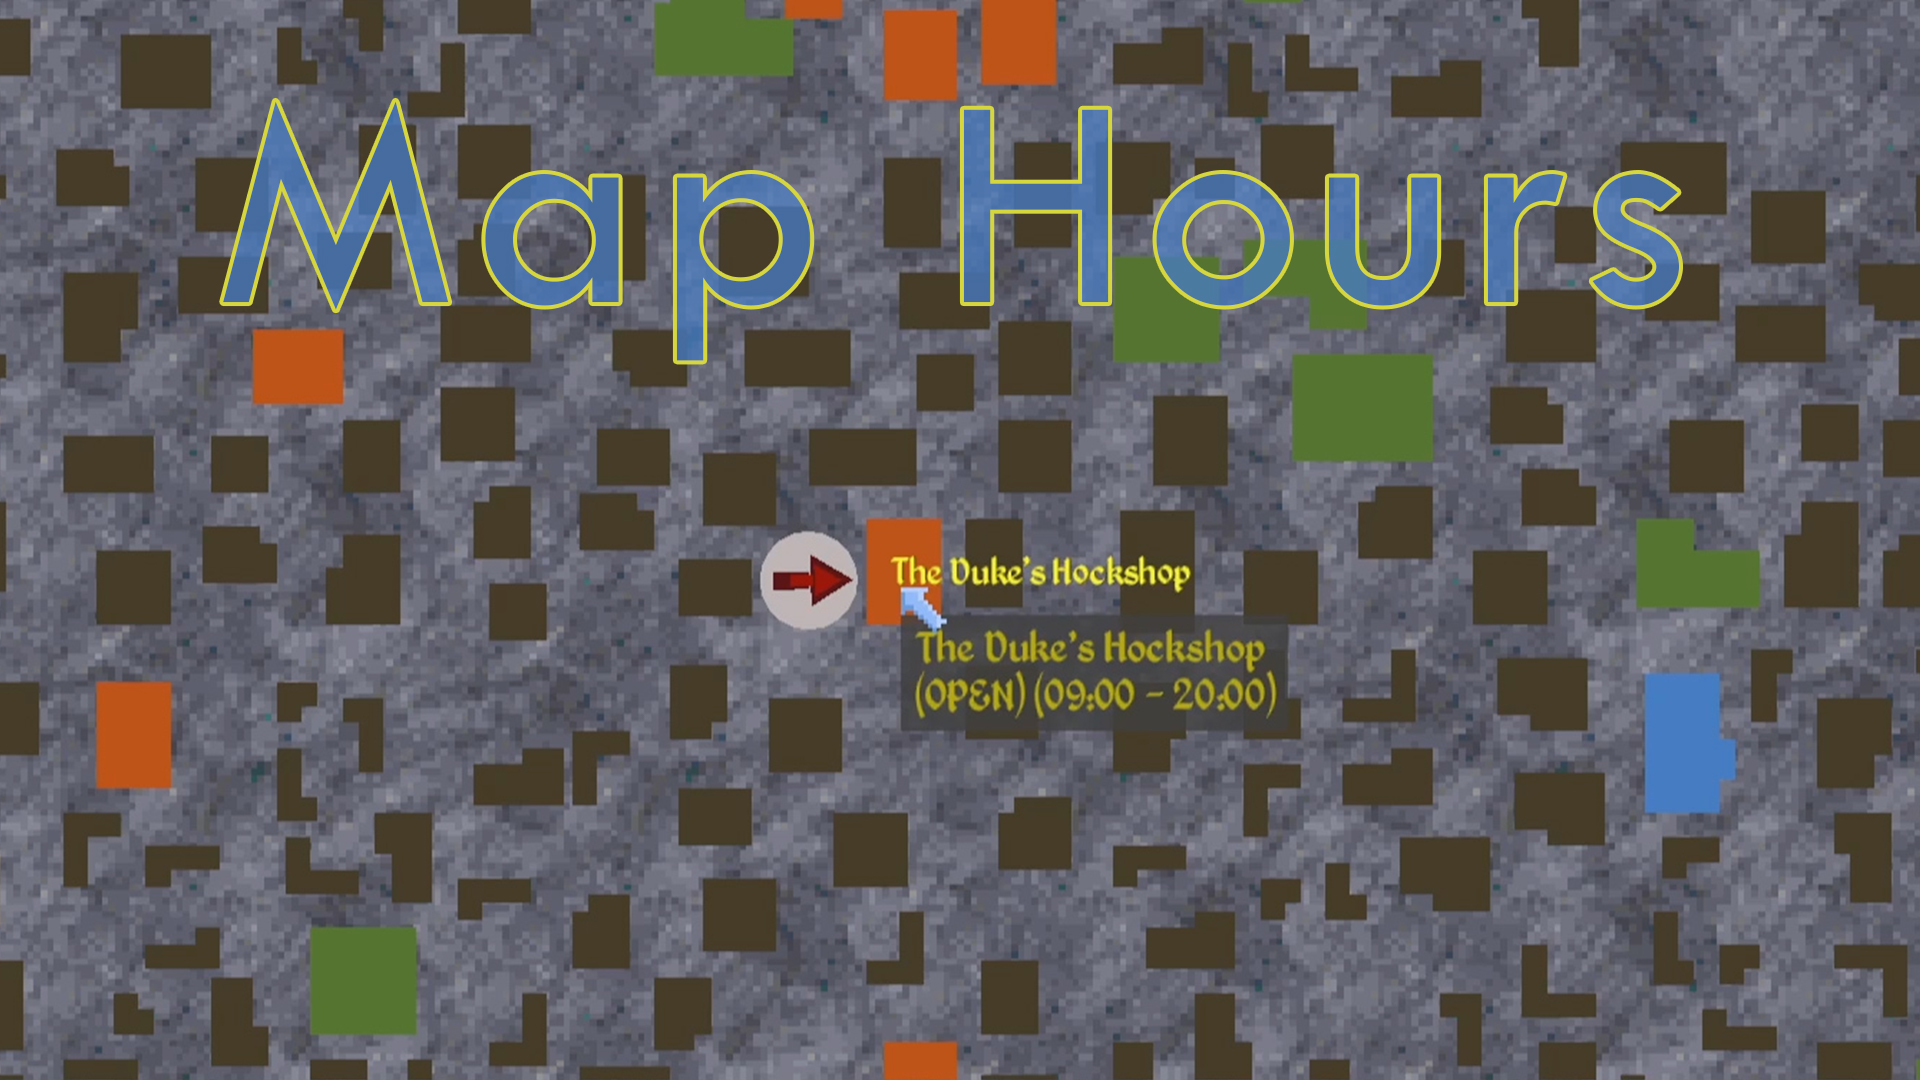 Map Hours
The Duke's Hockshop
The Duke's Hockshop
(OPEN) (09:00 - 20:00)